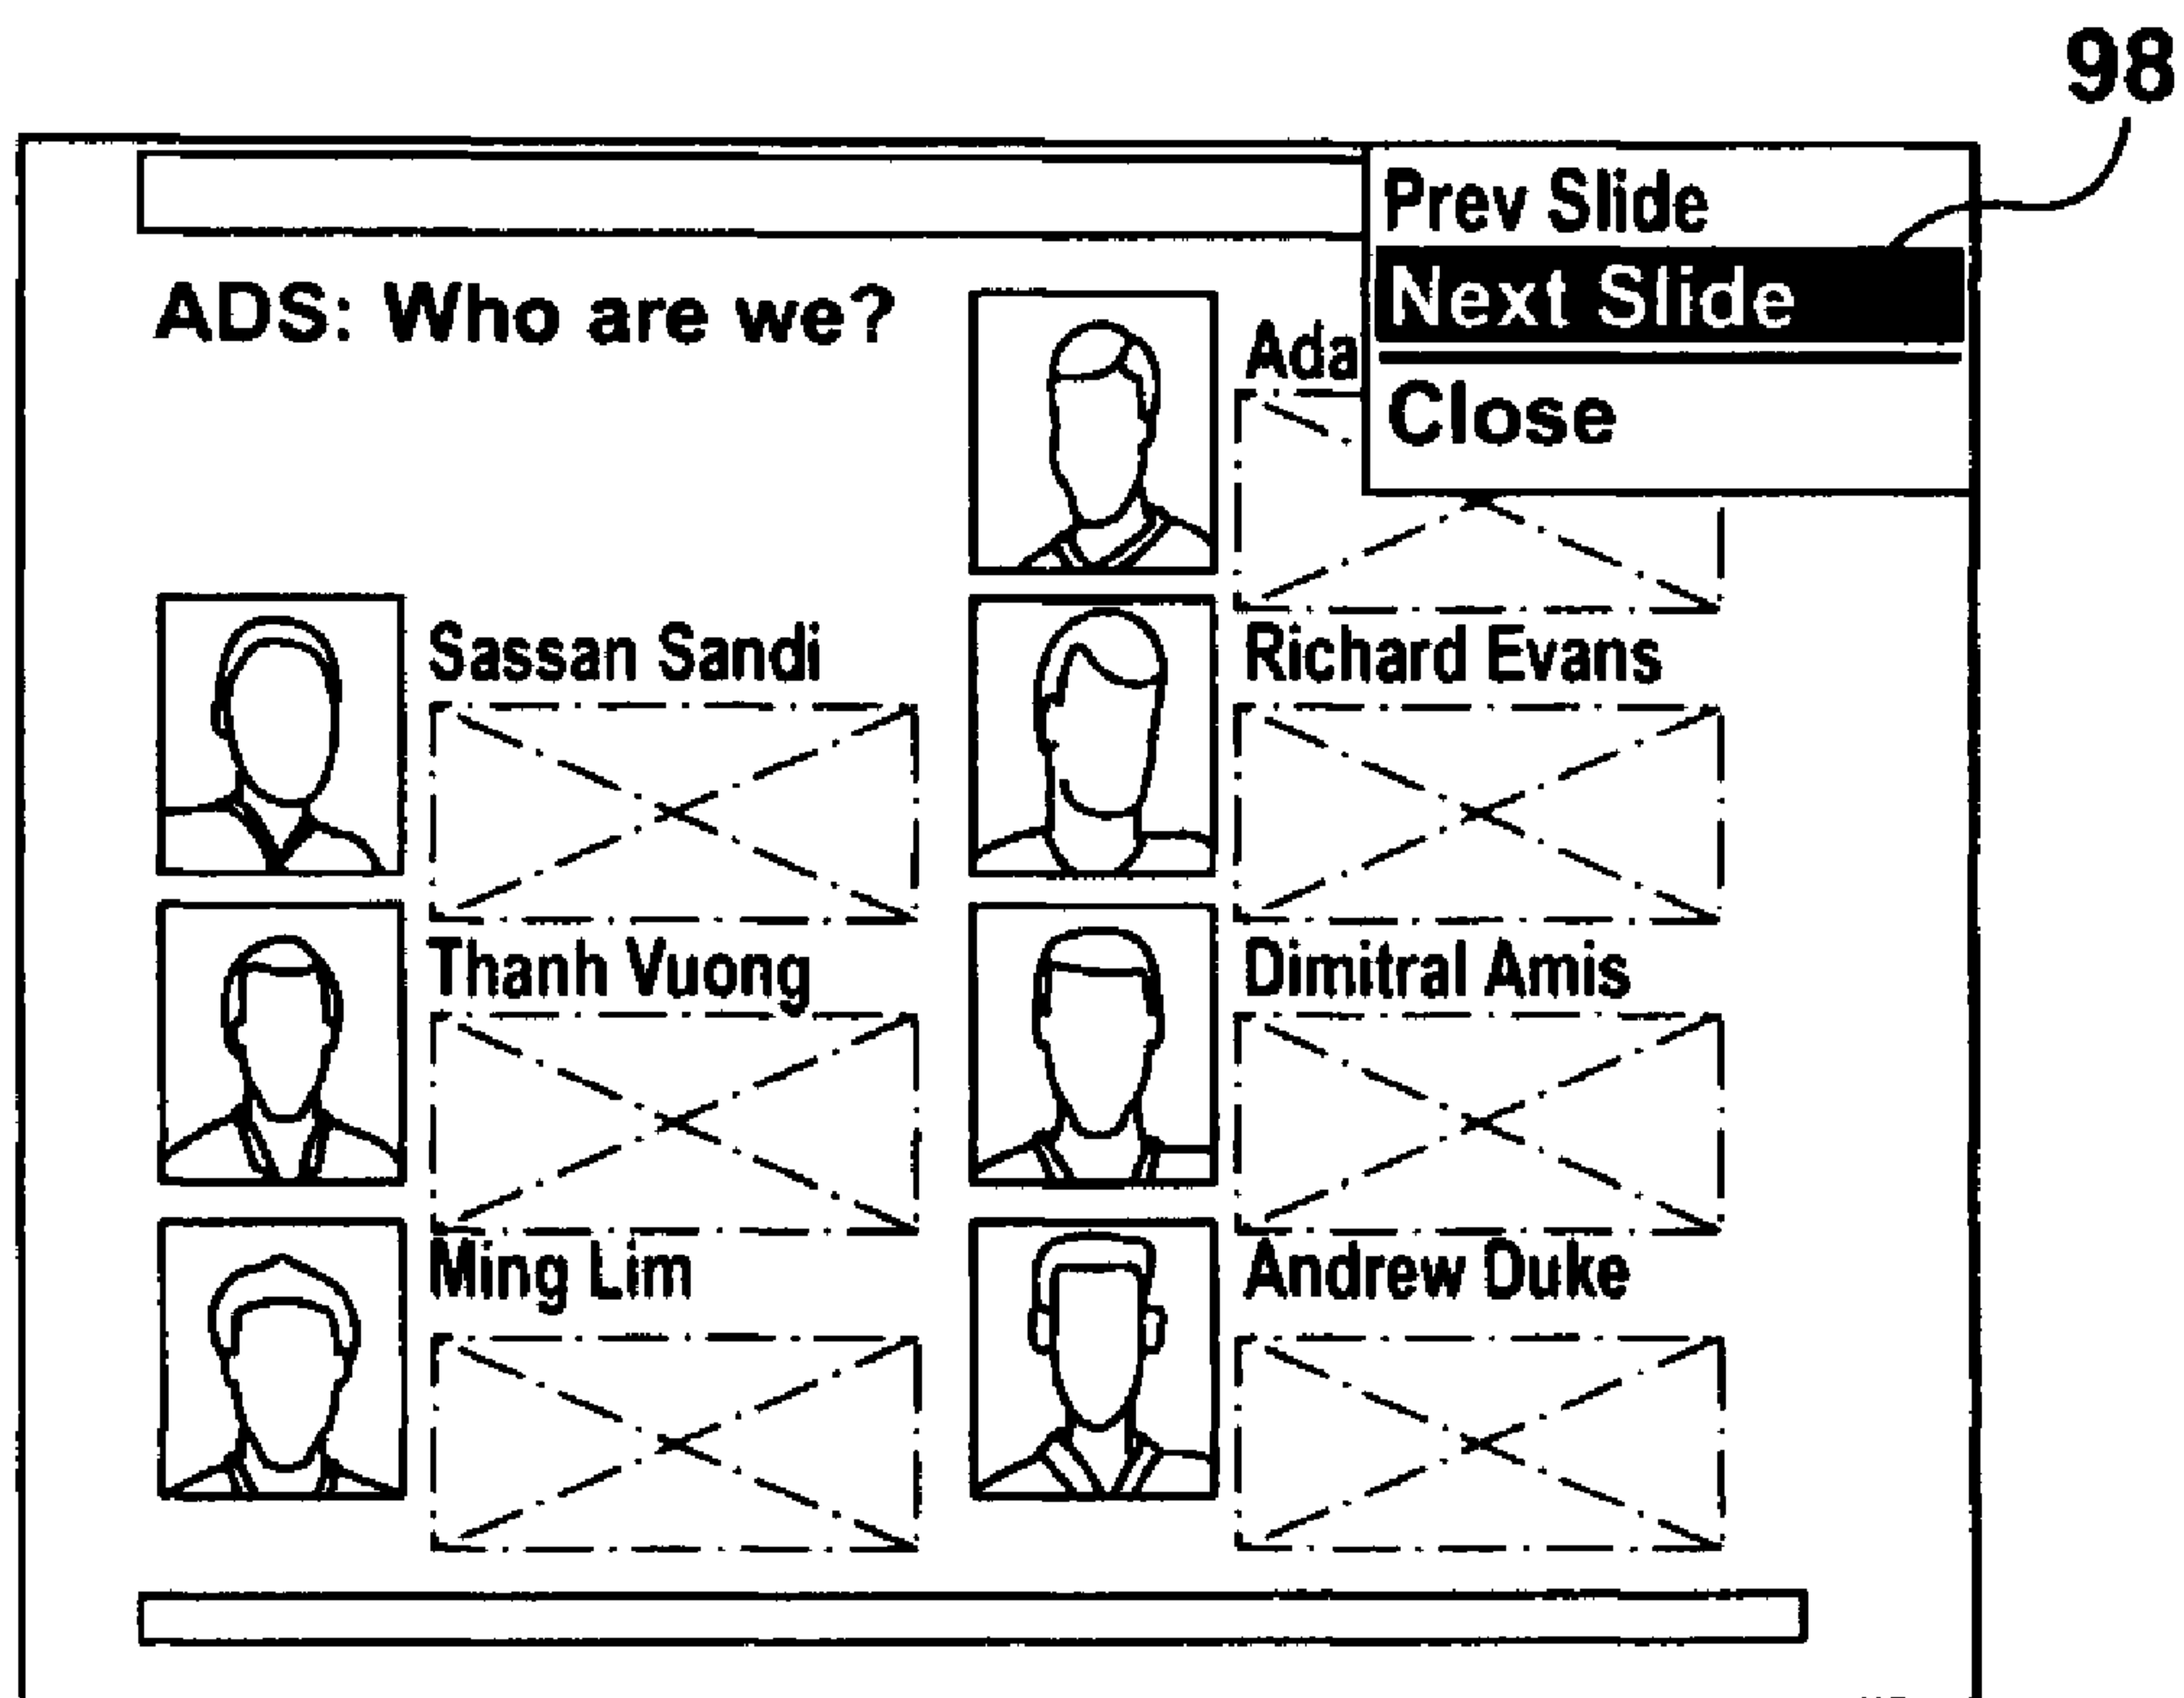 98
Prev Slide
Next Slide
Close
ADS: Who are we?
Ada
Sassan Sandi
Richard Evans
Thanh Vuong
Dimitral Amis
Ming Lim
Andrew Duke